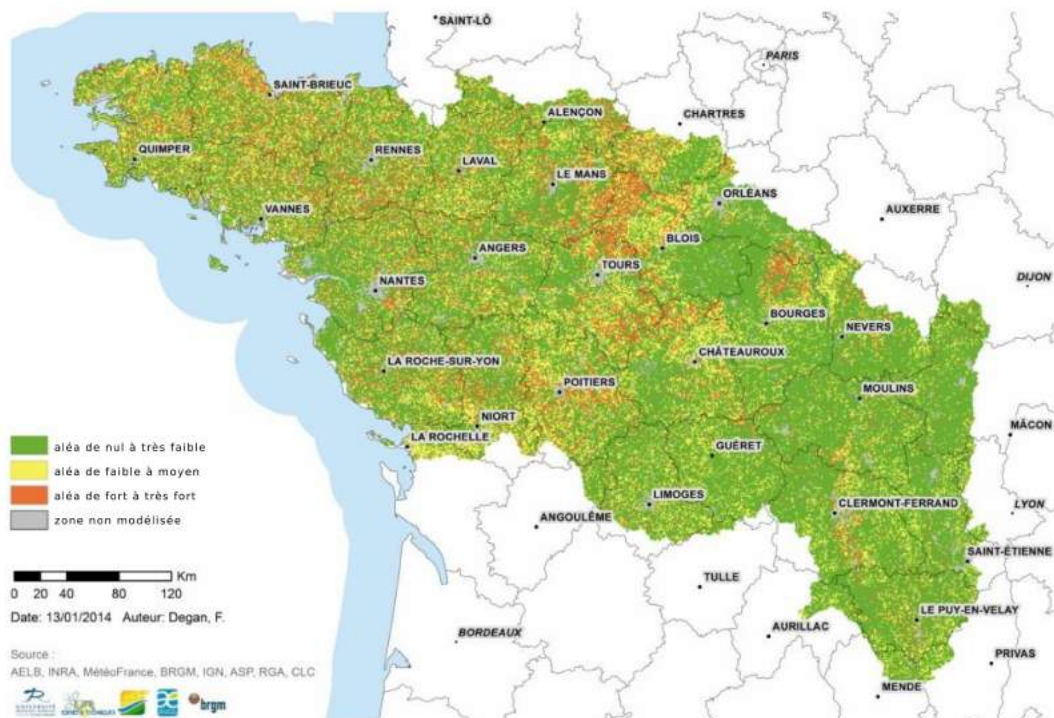 SAINT-LÔ
PARIS
SAINT-BRIEUC
ALENÇON
CHARTRES
QUIMPER
RENNES
LAVAL
LE MANS
ORLÉANS
AUXERRE
VANNES
BLOIS
ANGERS
TOURS
DIJON
NANTES
BOURGES
NEVERS
LA ROCHE-SUR-YON
CHÂTEAUROUX
POITIERS
MOULINS
NIORT
MÂCON
LA ROCHELLE
GUÉRET
aléa de nul à très faible
aléa de faible à moyen
aléa de fort à très fort
zone non modélisée
LIMOGES
CLERMONT-FERRAND
LYON
ANGOULÊME
SAINT-ÉTIENNE
TULLE
LE PUY-EN-VELAY
BORDEAUX
AURILLAC
PRIVAS
MENDE
Km
0 20 40 80 120
Date: 13/01/2014 Auteur: Degan, F.
Source :
AELB, INRA, MétéoFrance, BRGM, IGN, ASP, RGA, CLC
UNIVERSITÉ
brgm